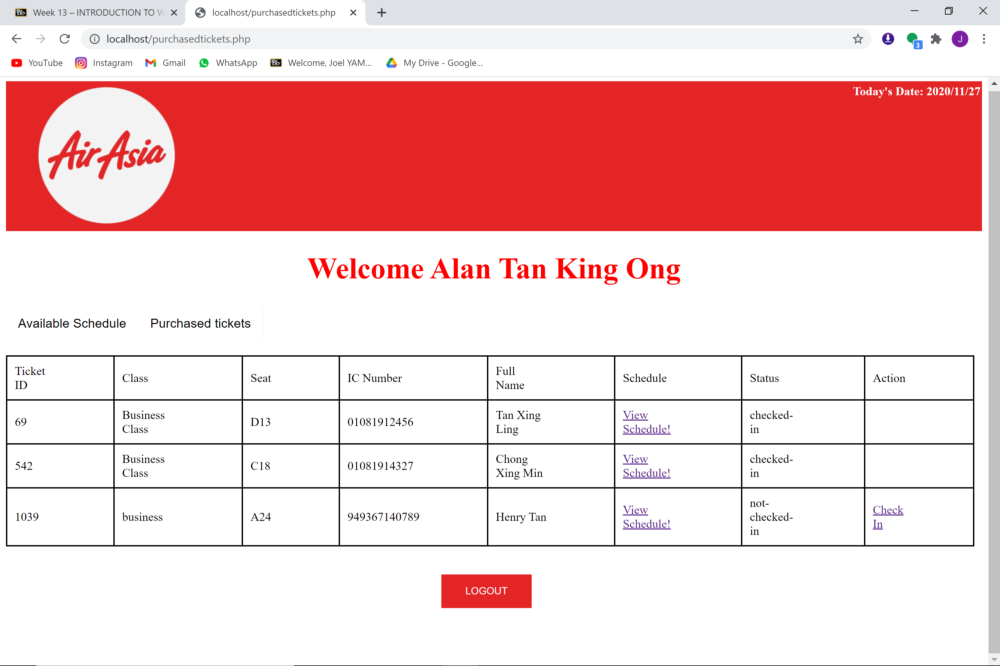 Week 13 – INTRODUCTION TO W
localhost/purchasedtickets.php
localhost/purchasedtickets.php
3
J
YouTube
Instagram
Gmail
WhatsApp
Bb
Welcome, Joel YAM...
My Drive - Google...
Today's Date: 2020/11/27
AirAsia
Welcome Alan Tan King Ong
Available Schedule
Purchased tickets
Ticket
ID
Class
Seat
IC Number
Full
Name
Schedule
Status
Action
69
Business
Class
D13
01081912456
Tan Xing
Ling
View
Schedule!
checked-
in
542
Business
Class
C18
01081914327
Chong
Xing Min
View
Schedule!
checked-
in
1039
business
A24
949367140789
Henry Tan
View
Schedule!
not-
checked-
in
Check
In
LOGOUT